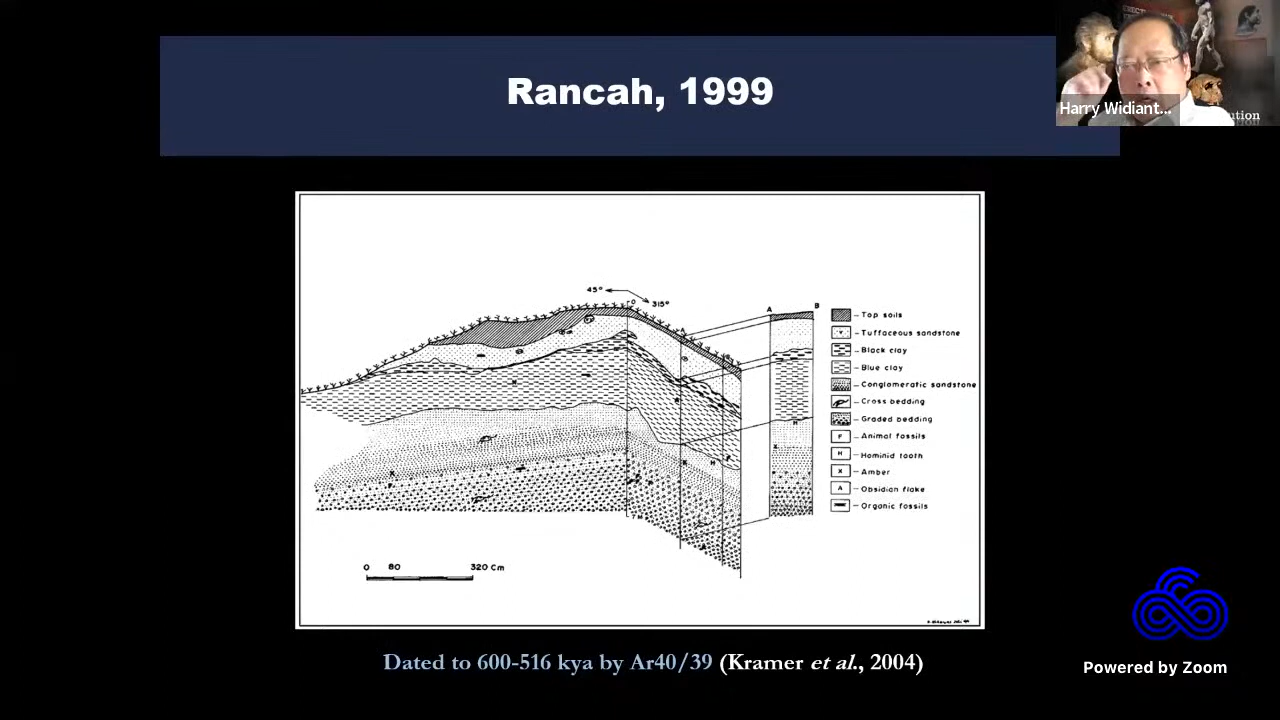 Rancah, 1999
Harry Widiant...
ution
45°
O
315°
A
A
B
Top soils
Tuffaceous sandstone
Black clay
Blue clay
Conglomeratic sandstone
Cross bedding
Graded bedding
F Animal fossils
H Hominid tooth
x Amber
A Obsidian flake
Organic fossils
H
x
H
0 80 320 Cm
Dated to 600-516 kya by Ar40/39 (Kramer et al., 2004)
Powered by Zoom